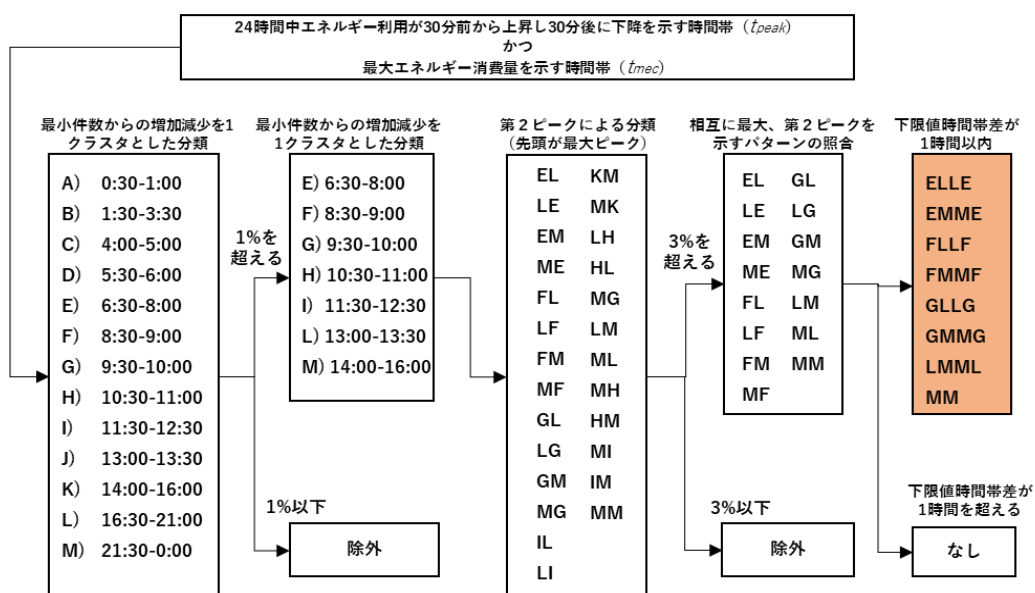 24時間中エネルギー利用が30分前から上昇し30分後に下降を示す時間帯（tpeak)
かつ
最大エネルギー消費量を示す時間帯（tmec）
最小件数からの増加減少を1
クラスタとした分類
A） 0:30-1:00
B） 1:30-3:30
C） 4:00-5:00
D） 5:30-6:00
E） 6:30-8:00
F） 8:30-9:00
G） 9:30-10:00
H） 10:30-11:00
I） 11:30-12:30
J） 13:00-13:30
K） 14:00-16:00
L） 16:30-21:00
M） 21:30-0:00
1%を
超える
1%以下
最小件数からの増加減少を
1クラスタとした分類
E）6:30-8:00
F）8:30-9:00
G）9:30-10:00
H）10:30-11:00
I）11:30-12:30
L）13:00-13:30
M）14:00-16:00
除外
第２ピークによる分類
（先頭が最大ピーク）
EL KM
LE MK
EM LH
ME HL
FL MG
LF LM
FM ML
MF MH
GL HM
LG MI
GM IM
MG MM
IL
LI
3%を
超える
3%以下
相互に最大、第２ピークを
示すパターンの照合
EL GL
LE LG
EM GM
ME MG
FL LM
LF ML
FM MM
MF
除外
下限値時間帯差が
1時間以内
ELLE
EMME
FLLF
FMMF
GLLG
GMMG
LMML
MM
下限値時間帯差が
1時間を超える
なし